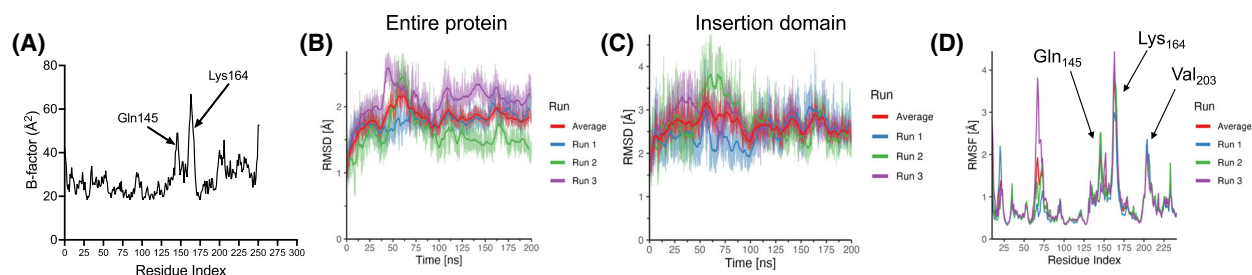 Entire protein
Insertion domain
(A)
80
60
40
20
0
B-factor (Å²)
Gln145
Lys164
0 25 50 75 100 125 150 175 200 225 250 275 300
Residue Index
(B)
2
1
0
RMSD [Å]
0 25 50 75 100 125 150 175 200
Time [ns]
Run
Average
Run 1
Run 2
Run 3
(C)
4
3
2
1
0
RMSD [Å]
0 25 50 75 100 125 150 175 200
Time [ns]
Run
Average
Run 1
Run 2
Run 3
(D)
Gln₁₄₅
Lys₁₆₄
Val₂₀₃
4
3
2
1
0
RMSF [Å]
10 25 50 75 100 125 150 175 200 225
Residue Index
Run
Average
Run 1
Run 2
Run 3